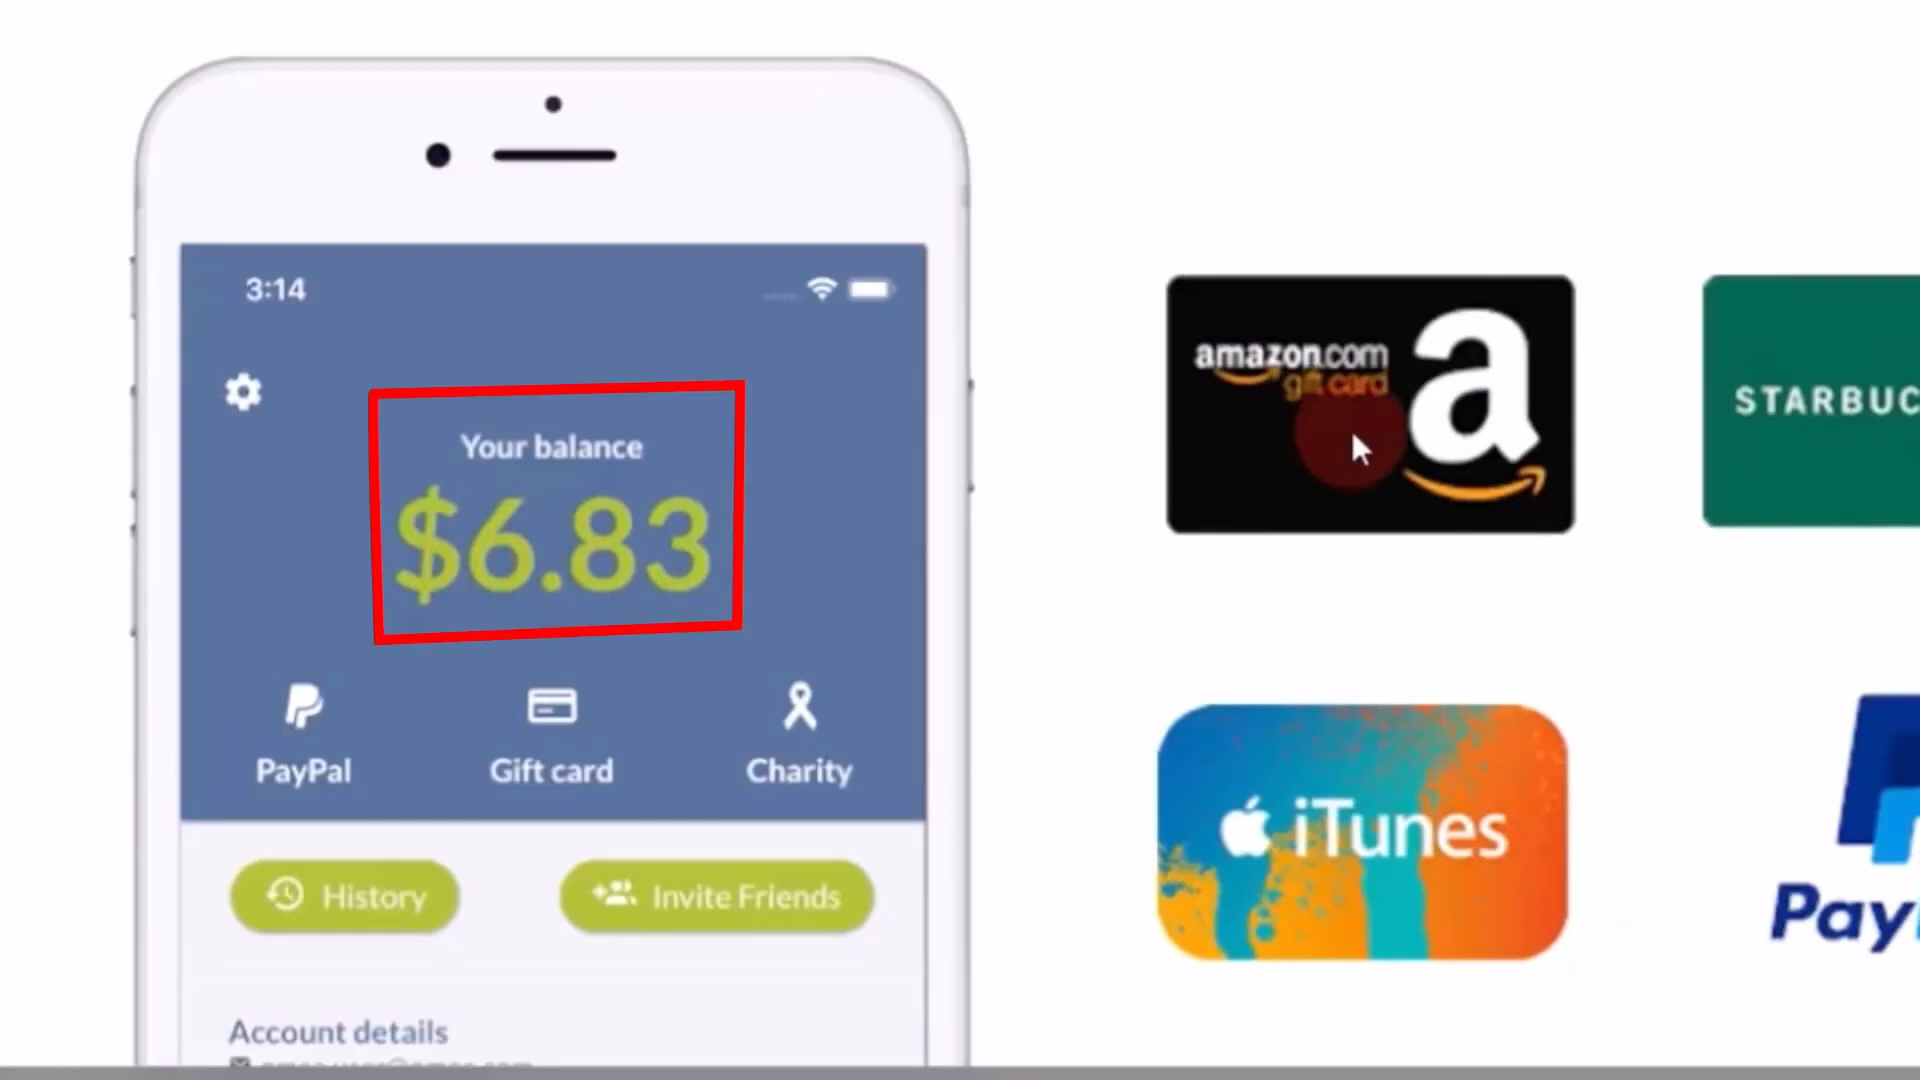 3:14
Your balance
$6.83
PayPal
Gift card
Charity
History
Invite Friends
Account details
amazon.com
gift card
a
STARBUC
iTunes
Pay